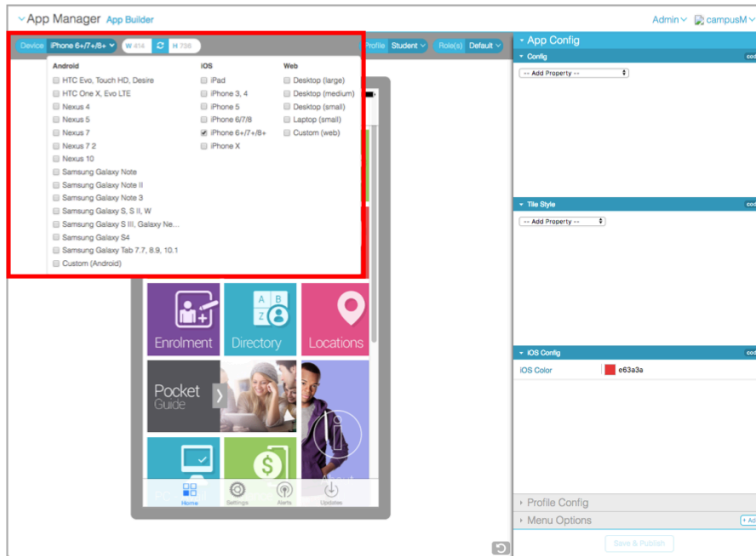 App Manager App Builder
Admin campusM
Device iPhone 6+/7+/8+ W 414 H 736 Profile Student Role(s) Default
Android
HTC Evo, Touch HD, Desire
HTC One X, Evo LTE
Nexus 4
Nexus 5
Nexus 7
Nexus 7 2
Nexus 10
Samsung Galaxy Note
Samsung Galaxy Note II
Samsung Galaxy Note 3
Samsung Galaxy S, S II, W
Samsung Galaxy S III, Galaxy Ne...
Samsung Galaxy S4
Samsung Galaxy Tab 7.7, 8.9, 10.1
Custom (Android)
iOS
iPad
iPhone 3, 4
iPhone 5
iPhone 6/7/8
iPhone 6+/7+/8+
iPhone X
Web
Desktop (large)
Desktop (medium)
Desktop (small)
Laptop (small)
Custom (web)
A B
Z
Enrolment Directory Locations
Pocket
Guide
$
Home Settings Alerts Updates
App Config
Config
-- Add Property --
Tile Style
-- Add Property --
iOS Config
iOS Color e63a3a
Profile Config
Menu Options
Save & Publish